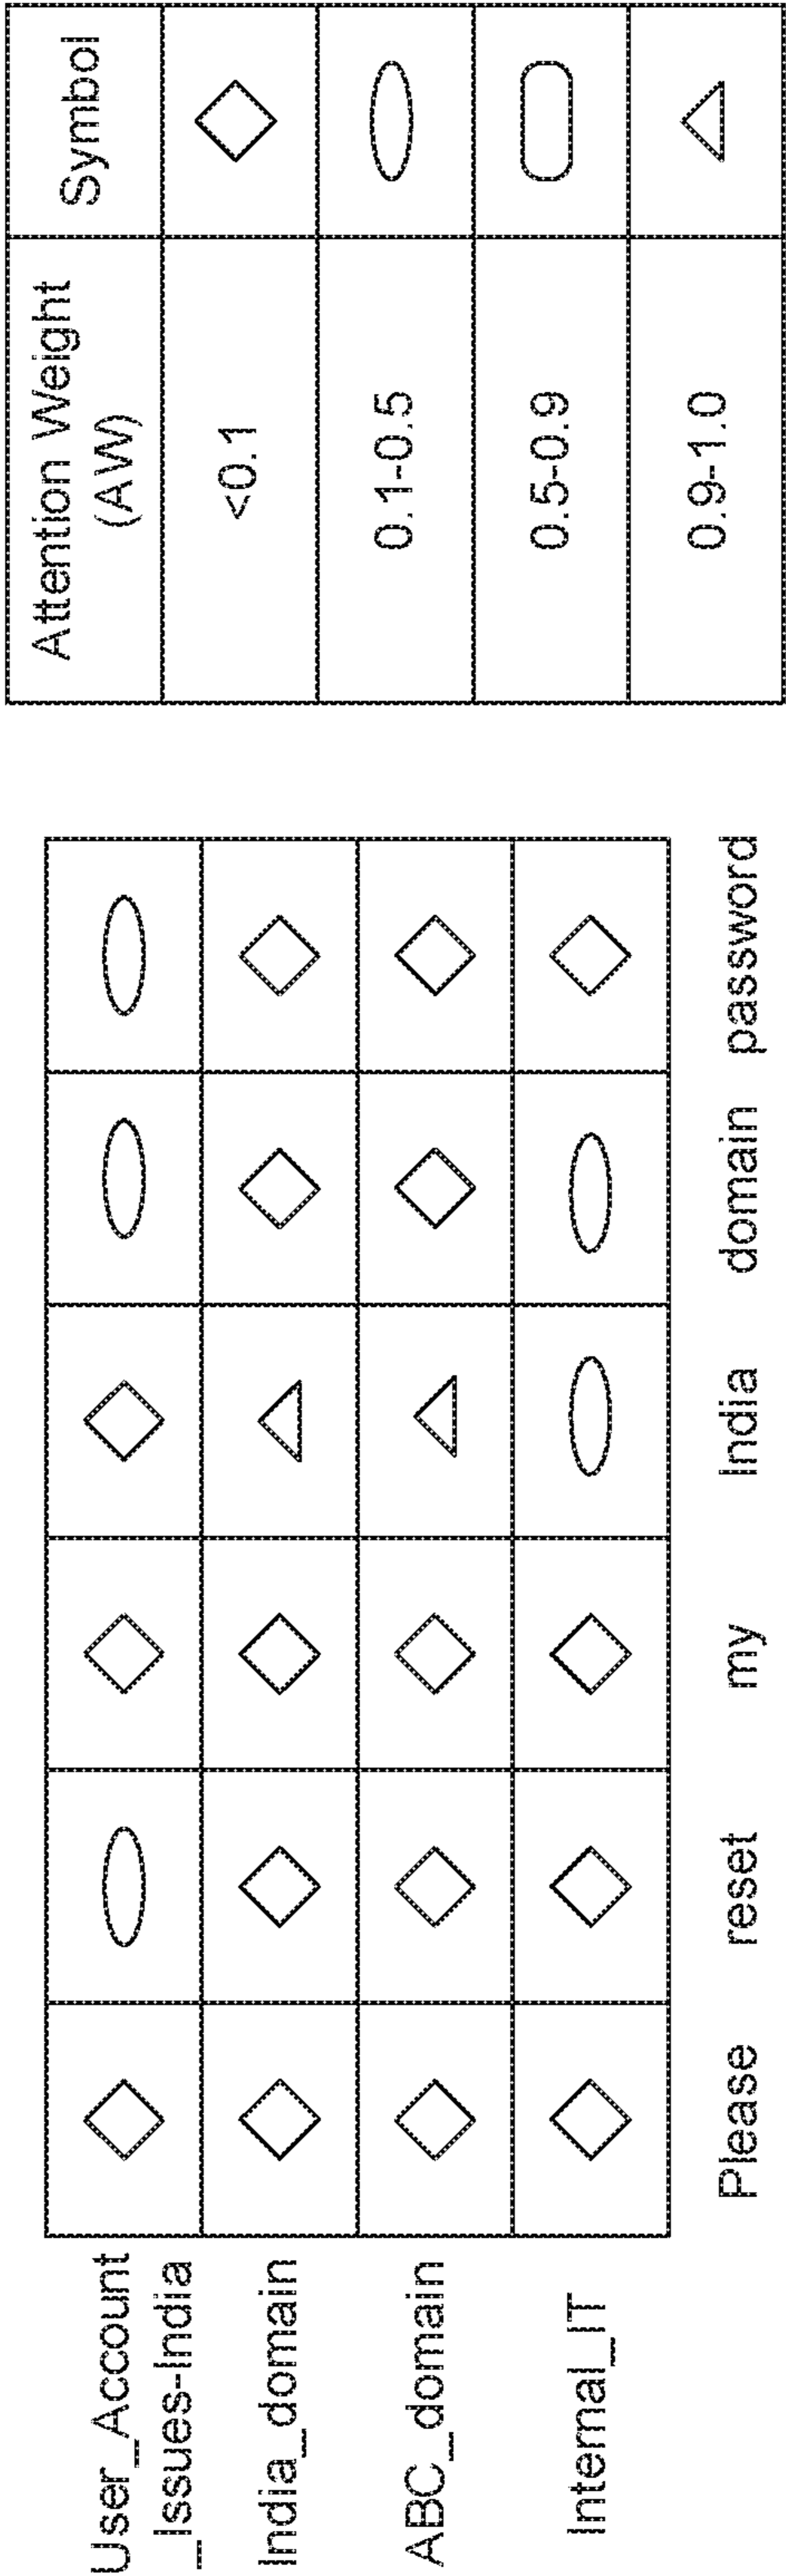 User_Account
_Issues-India
India_domain
ABC_domain
Internal_IT
Please reset my India domain password
Attention Weight
(AW)
Symbol
<0.1
0.1-0.5
0.5-0.9
0.9-1.0